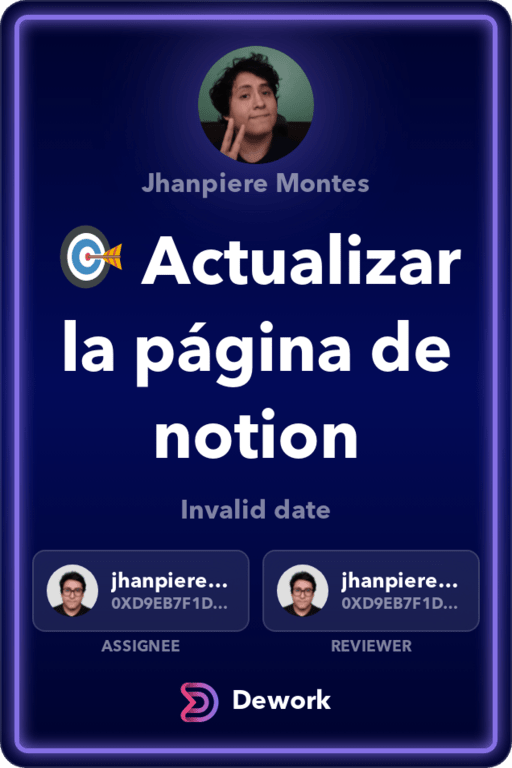 Jhanpiere Montes
🎯 Actualizar
la página de
notion
Invalid date
jhanpiere...
0XD9EB7F1D...
ASSIGNEE
jhanpiere...
0XD9EB7F1D...
REVIEWER
Dework